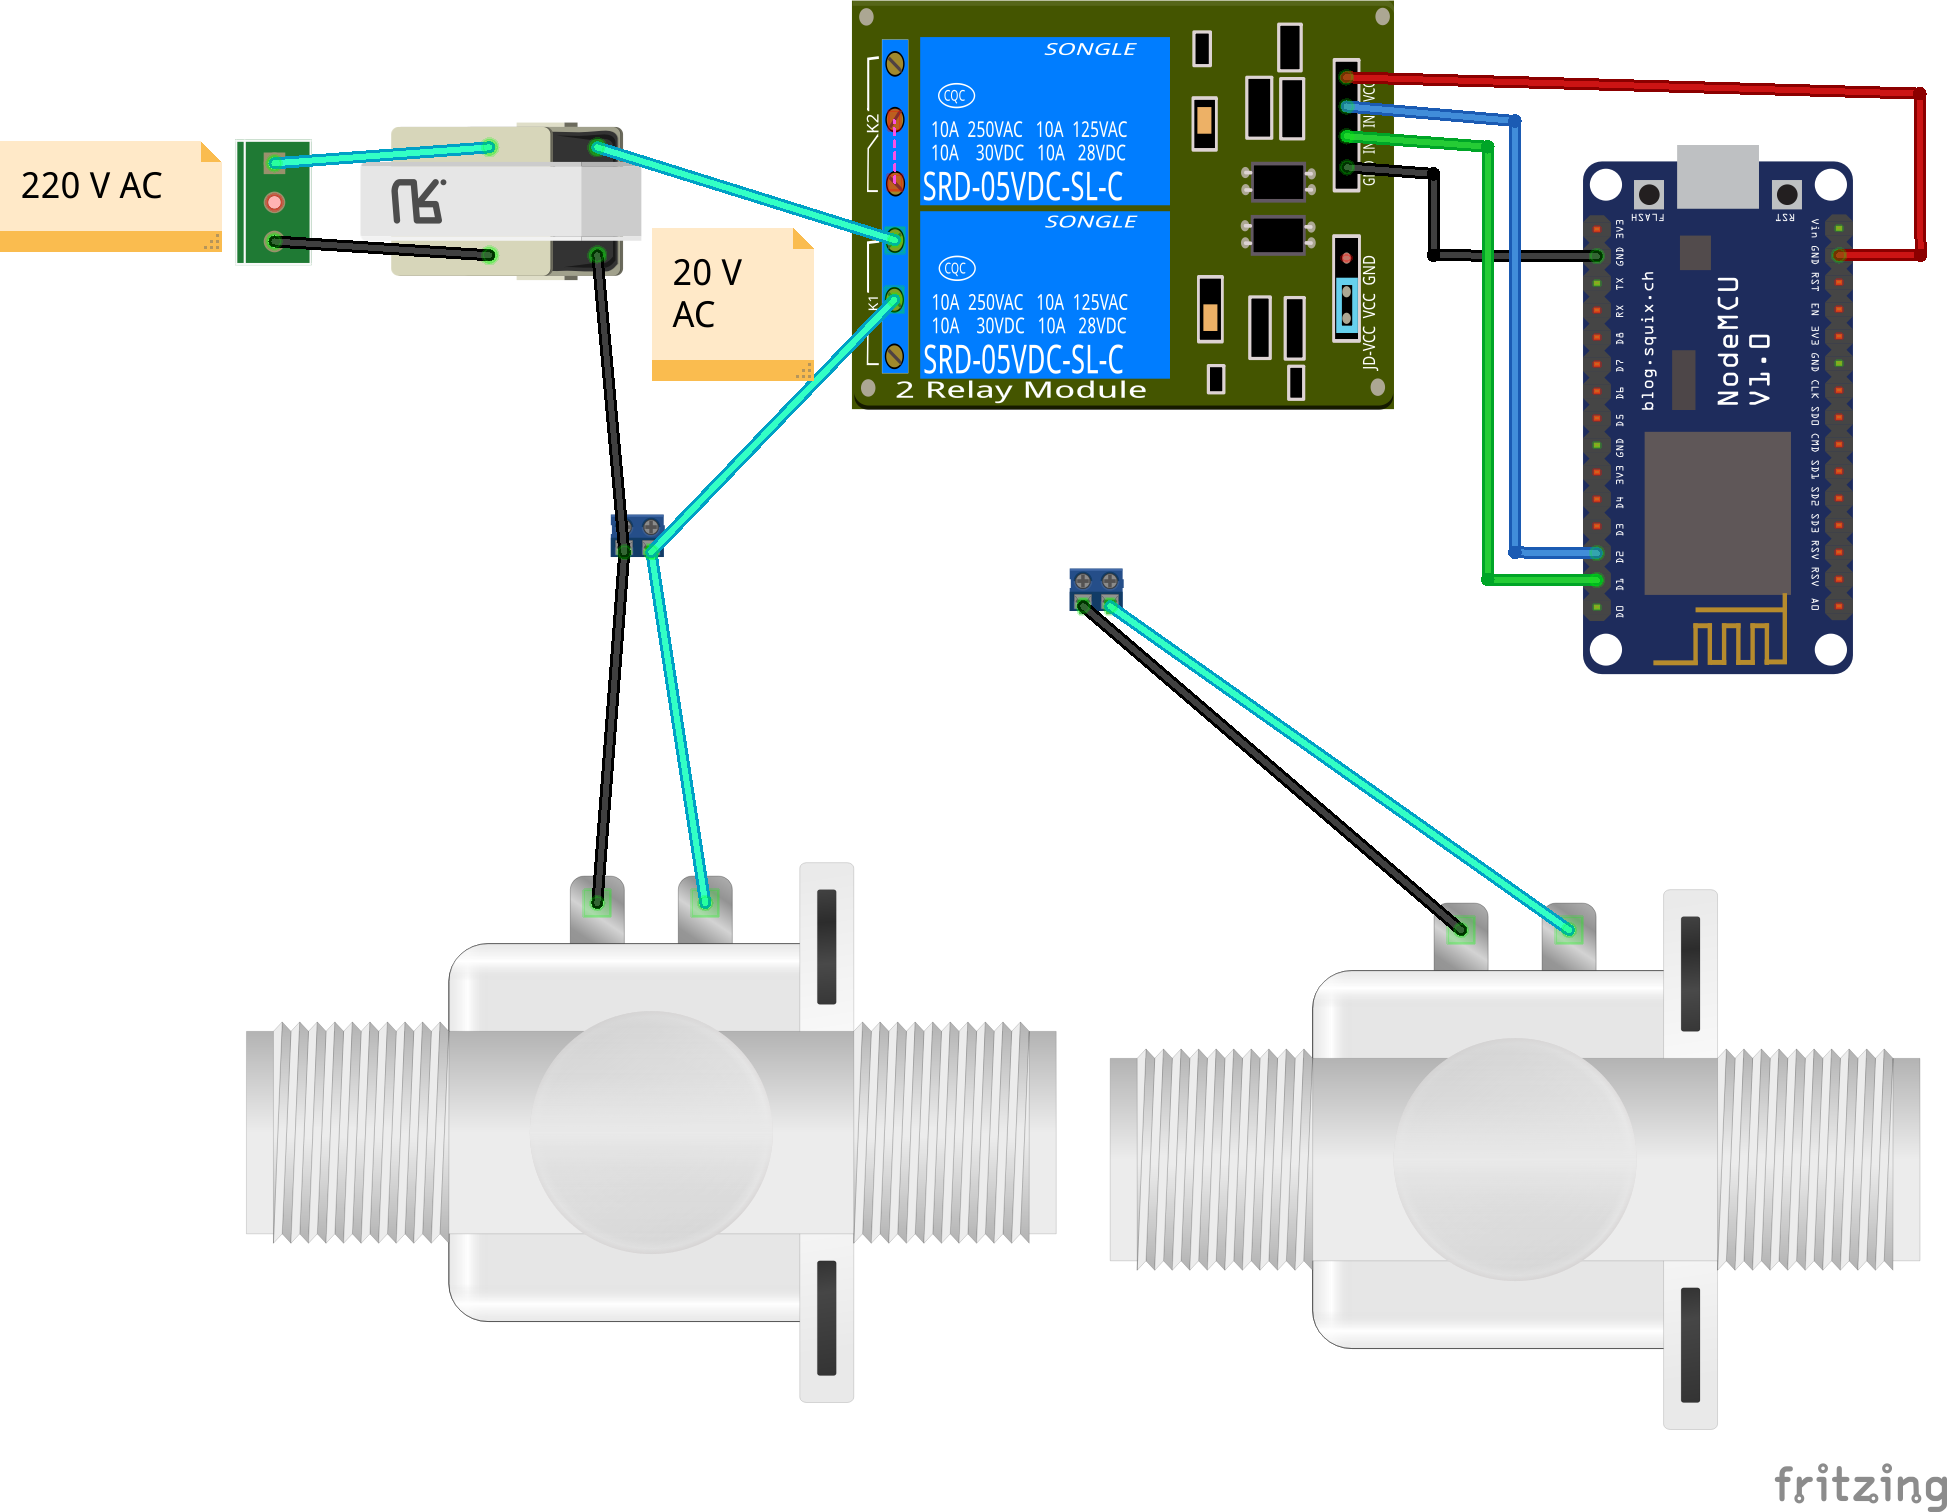 220 V AC
20 V
AC
SONGLE
CQC
10A 250VAC 10A 125VAC
10A 30VDC 10A 28VDC
SRD-05VDC-SL-C
SONGLE
CQC
10A 250VAC 10A 125VAC
10A 30VDC 10A 28VDC
SRD-05VDC-SL-C
2 Relay Module
K2
K1
VCC
IN
IN
GND
JD-VCC VCC GND
FLASH
RST
3V3
GND
TX
RX
D8
D7
D6
D5
GND
3V3
D4
D3
D2
D1
D0
blog.squix.ch
NodeMCU
V1.0
Vin
GND
RST
EN
3V3
GND
CLK
SD0
CMD
SD1
SD2
SD3
RSV
RSV
A0
fritzing